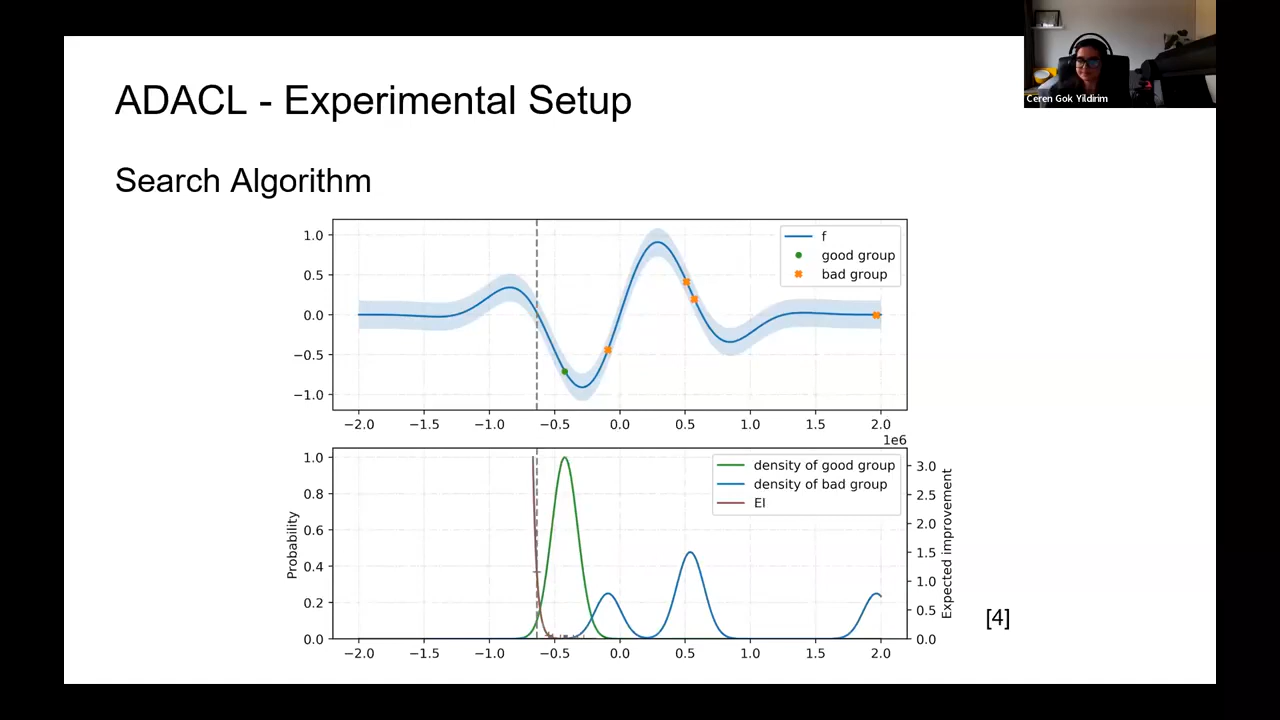 Ceren Gok Yildirim
ADACL - Experimental Setup
Search Algorithm
1.0
0.5
0.0
−0.5
−1.0
f
good group
bad group
−2.0 −1.5 −1.0 −0.5 0.0 0.5 1.0 1.5 2.0
1e6
1.0
0.8
0.6
0.4
0.2
0.0
Probability
density of good group
density of bad group
EI
3.0
2.5
2.0
1.5
1.0
0.5
0.0
Expected improvement
−2.0 −1.5 −1.0 −0.5 0.0 0.5 1.0 1.5 2.0
[4]